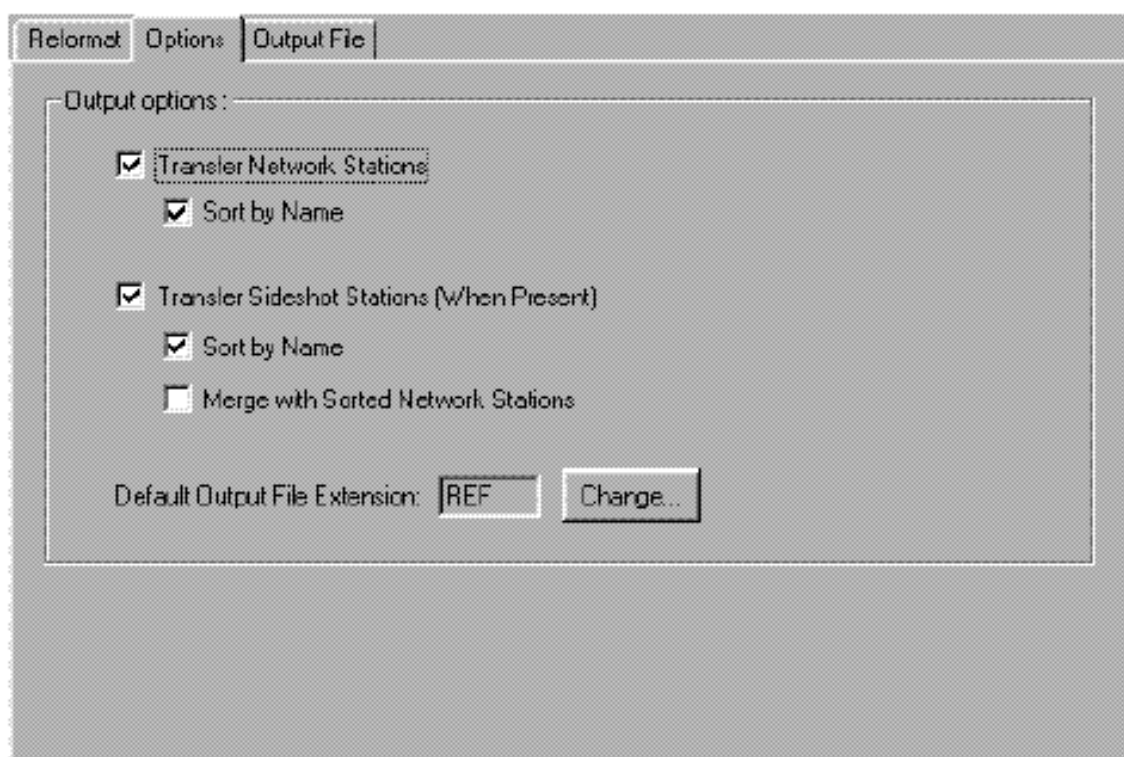 Reformat Options Output File
Output options :
Transfer Network Stations
Sort by Name
Transfer Sideshot Stations (When Present)
Sort by Name
Merge with Sorted Network Stations
Default Output File Extension: REF Change...